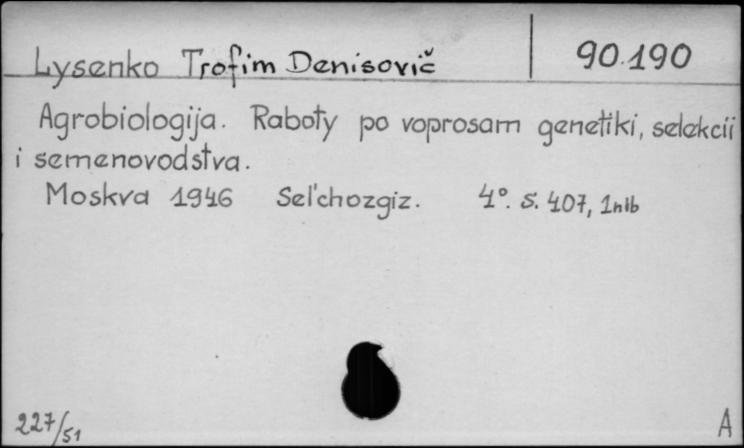 Lysenko Trofim Denisovič 90.190
Agrobiologija. Raboty po voprosam genetiki, selekcii
i semenovodstva.
Moskva 1946 Sel'chozgiz. 4°. S. 407, 1nlb
227/51 A